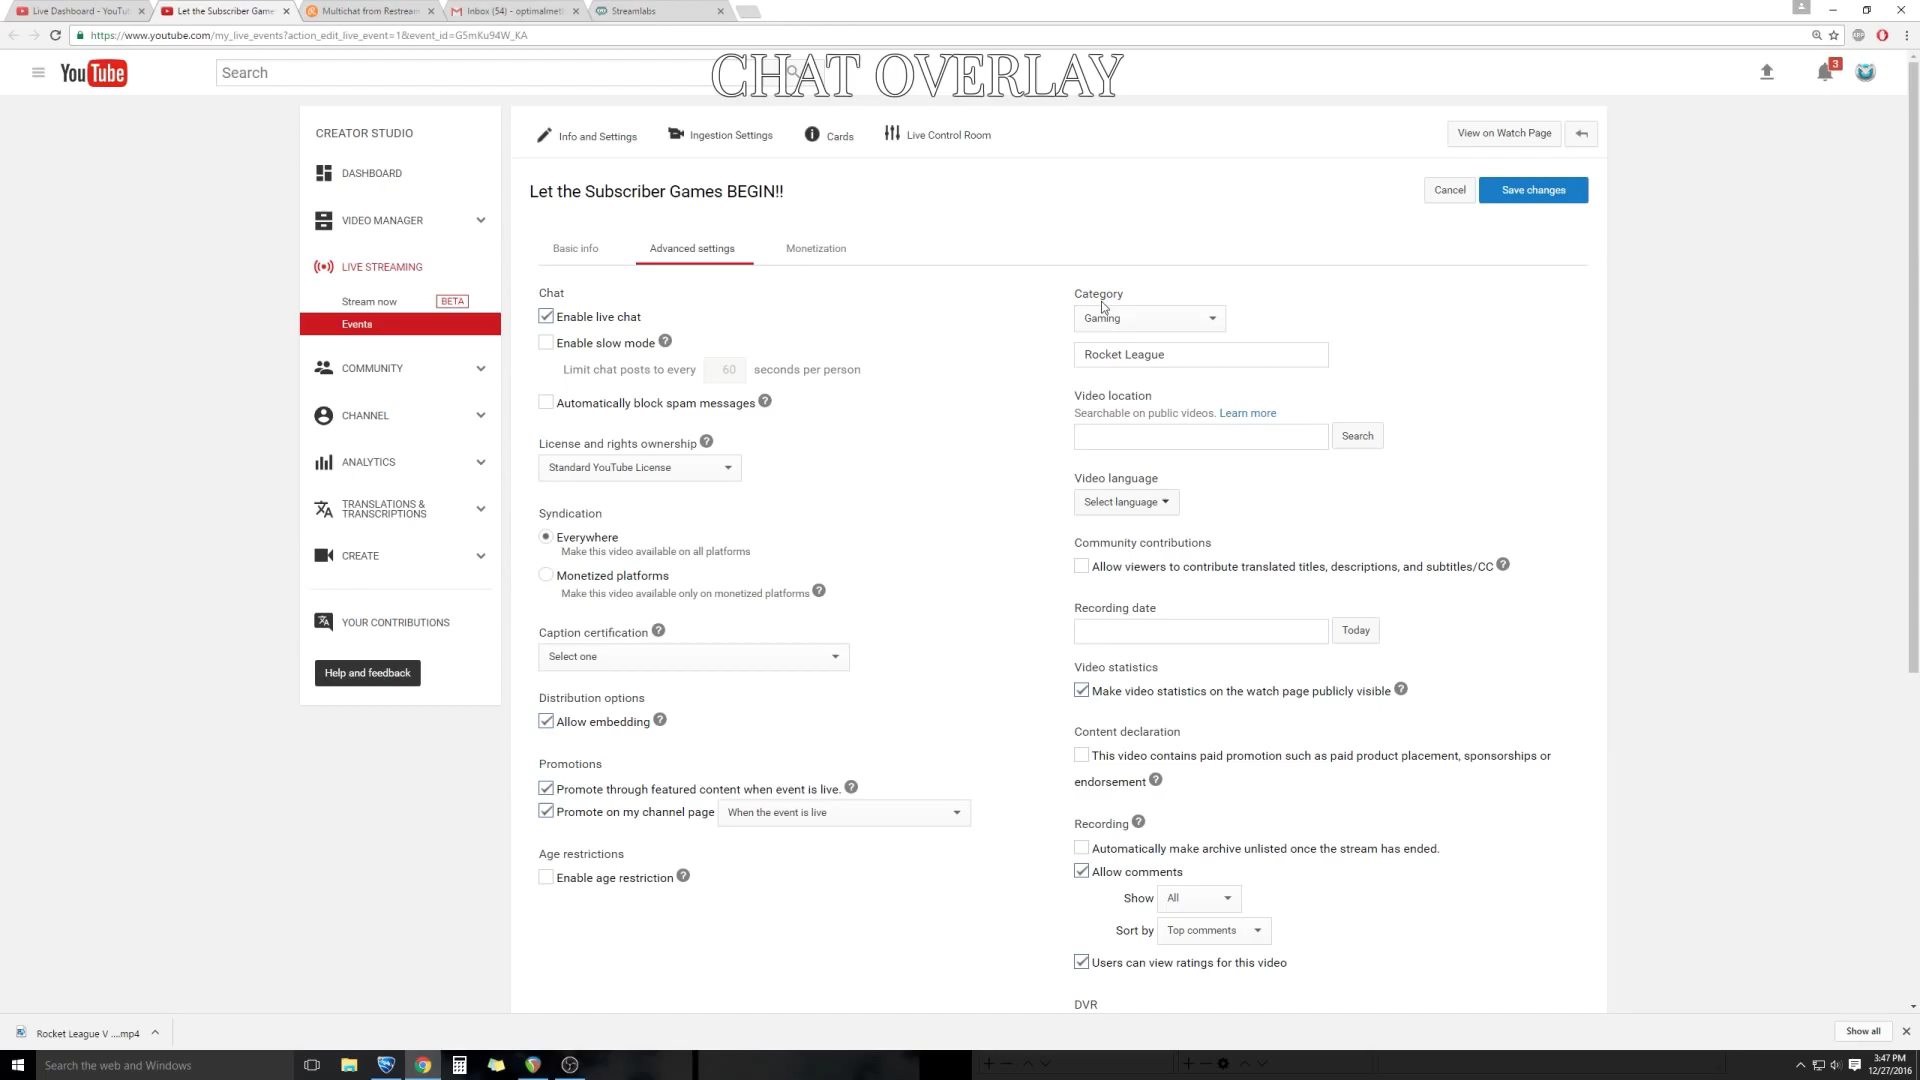 Live Dashboard - YouTu
Let the Subscriber Game
Multichat from Restream
Inbox (54) - optimalmet
Streamlabs
https://www.youtube.com/my_live_events?action_edit_live_event=1&event_id=G5mKu94W_KA
YouTube
Search
CHAT OVERLAY
3
CREATOR STUDIO
DASHBOARD
VIDEO MANAGER
LIVE STREAMING
Stream now BETA
Events
COMMUNITY
CHANNEL
ANALYTICS
TRANSLATIONS &
TRANSCRIPTIONS
CREATE
YOUR CONTRIBUTIONS
Help and feedback
Info and Settings
Ingestion Settings
Cards
Live Control Room
View on Watch Page
Let the Subscriber Games BEGIN!!
Cancel
Save changes
Basic info
Advanced settings
Monetization
Chat
Enable live chat
Enable slow mode
Limit chat posts to every 60 seconds per person
Automatically block spam messages
License and rights ownership
Standard YouTube License
Syndication
Everywhere
Make this video available on all platforms
Monetized platforms
Make this video available only on monetized platforms
Caption certification
Select one
Distribution options
Allow embedding
Promotions
Promote through featured content when event is live.
Promote on my channel page When the event is live
Age restrictions
Enable age restriction
Category
Gaming
Rocket League
Video location
Searchable on public videos. Learn more
Search
Video language
Select language
Community contributions
Allow viewers to contribute translated titles, descriptions, and subtitles/CC
Recording date
Today
Video statistics
Make video statistics on the watch page publicly visible
Content declaration
This video contains paid promotion such as paid product placement, sponsorships or
endorsement
Recording
Automatically make archive unlisted once the stream has ended.
Allow comments
Show All
Sort by Top comments
Users can view ratings for this video
DVR
Rocket League V ....mp4
Show all
Search the web and Windows
3:47 PM
12/27/2016